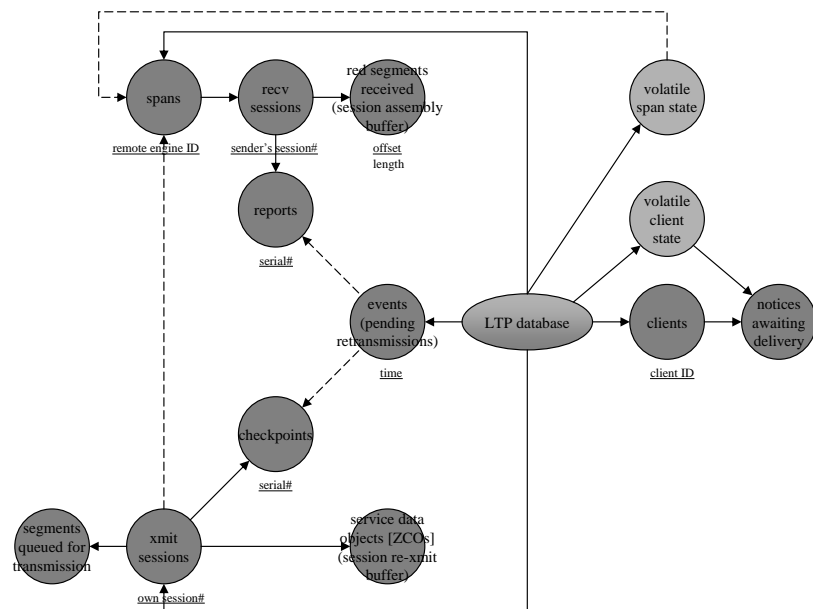 spans
recv
sessions
red segments
received
(session assembly
buffer)
volatile
span state
remote engine ID
sender's session#
offset
length
reports
serial#
volatile
client
state
events
(pending
retransmissions)
time
LTP database
clients
client ID
notices
awaiting
delivery
checkpoints
serial#
segments
queued for
transmission
xmit
sessions
own session#
service data
objects [ZCOs]
(session re-xmit
buffer)